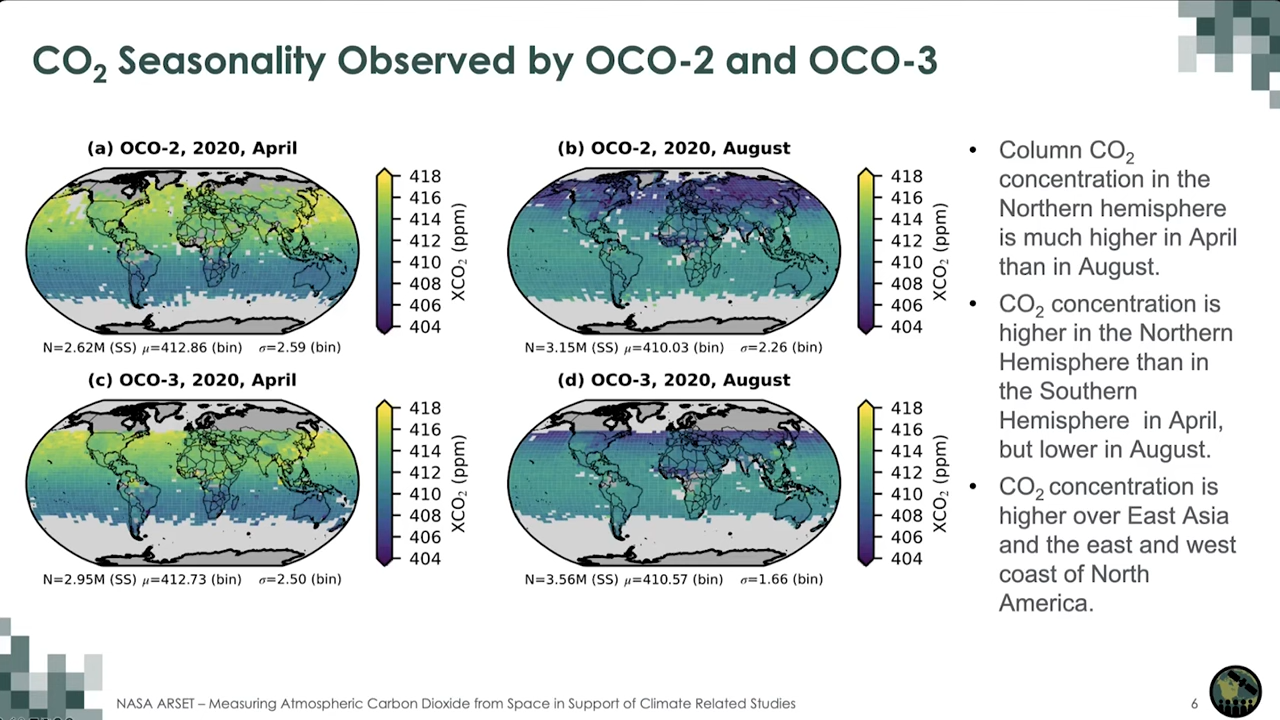 CO₂ Seasonality Observed by OCO-2 and OCO-3
(a) OCO-2, 2020, April
418
416
414
412
410
408
406
404
XCO₂ (ppm)
N=2.62M (SS) μ=412.86 (bin) σ=2.59 (bin)
(b) OCO-2, 2020, August
418
416
414
412
410
408
406
404
XCO₂ (ppm)
N=3.15M (SS) μ=410.03 (bin) σ=2.26 (bin)
(c) OCO-3, 2020, April
418
416
414
412
410
408
406
404
XCO₂ (ppm)
N=2.95M (SS) μ=412.73 (bin) σ=2.50 (bin)
(d) OCO-3, 2020, August
418
416
414
412
410
408
406
404
XCO₂ (ppm)
N=3.56M (SS) μ=410.57 (bin) σ=1.66 (bin)
• Column CO₂
concentration in the
Northern hemisphere
is much higher in April
than in August.
• CO₂ concentration is
higher in the Northern
Hemisphere than in
the Southern
Hemisphere in April,
but lower in August.
• CO₂ concentration is
higher over East Asia
and the east and west
coast of North
America.
NASA ARSET – Measuring Atmospheric Carbon Dioxide from Space in Support of Climate Related Studies
6